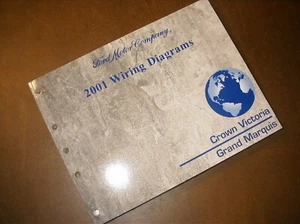 Ford Motor Company,
2001 Wiring Diagrams
Crown Victoria
Grand Marquis